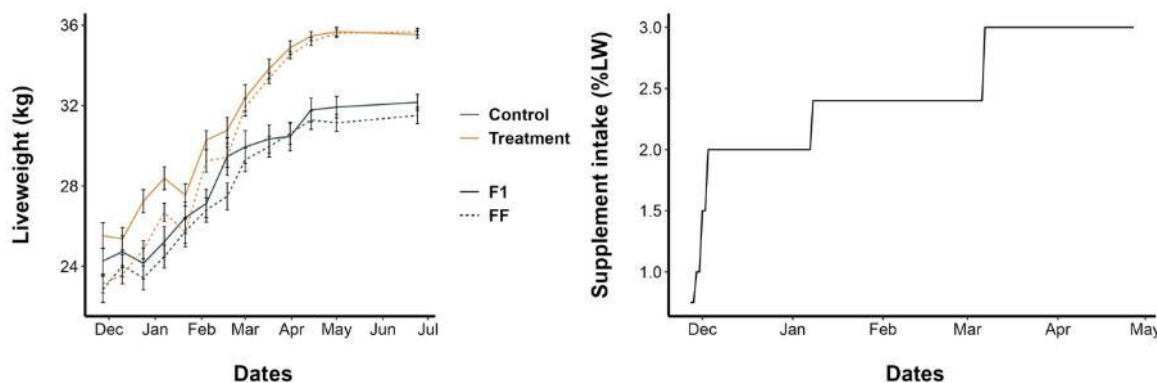 36
32
28
24
Liveweight (kg)
Dec Jan Feb Mar Apr May Jun Jul
Dates
Control
Treatment
F1
FF
3.0
2.5
2.0
1.5
1.0
Supplement intake (%LW)
Dec Jan Feb Mar Apr May
Dates